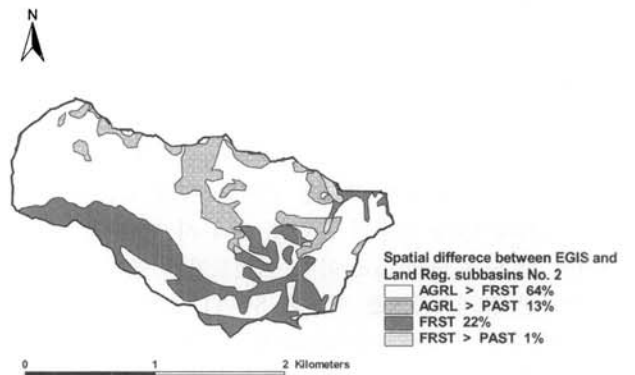 N
Spatial differece between EGIS and
Land Reg. subbasins No. 2
AGRL > FRST 64%
AGRL > PAST 13%
FRST 22%
FRST > PAST 1%
0 1 2 Kilometers